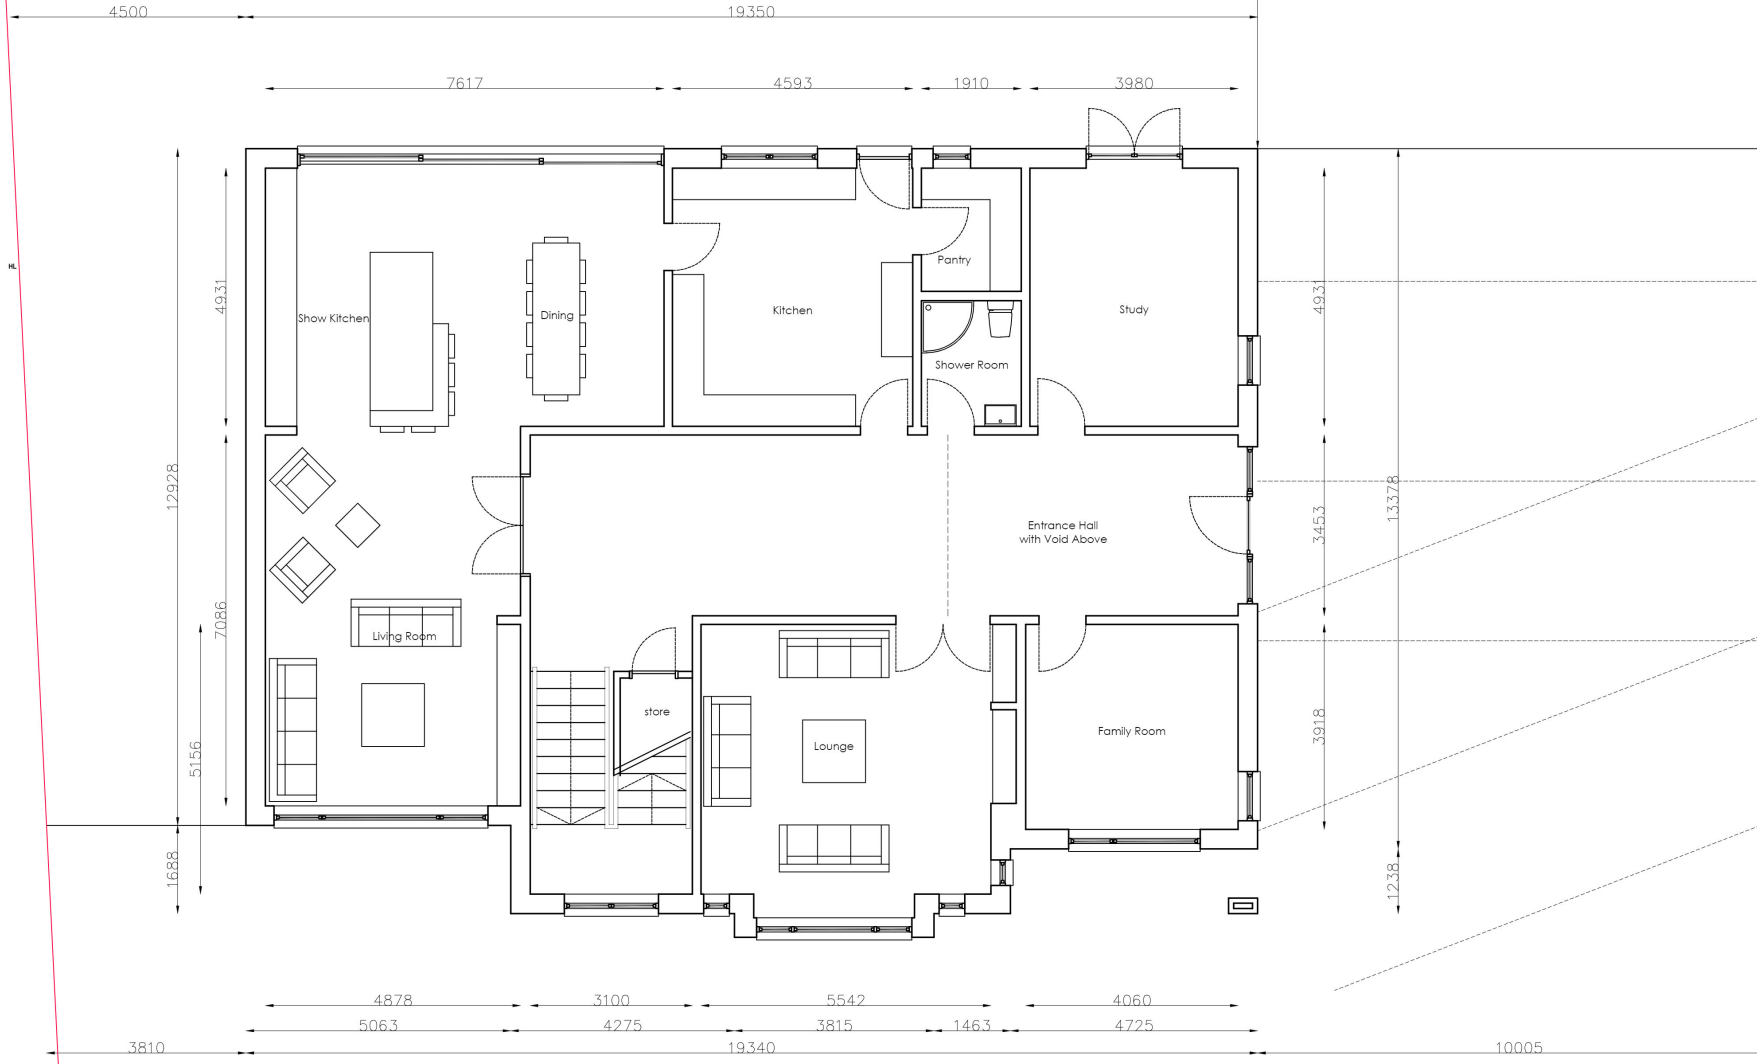 4500
19350
7617
4593
1910
3980
HL
Pantry
4931
4931
Show Kitchen
Dining
Kitchen
Study
Shower Room
12928
13378
3453
Entrance Hall
with Void Above
7086
Living Room
store
3918
Family Room
Lounge
5156
1688
1238
4878
3100
5542
4060
5063
4275
3815
1463
4725
3810
19340
10005